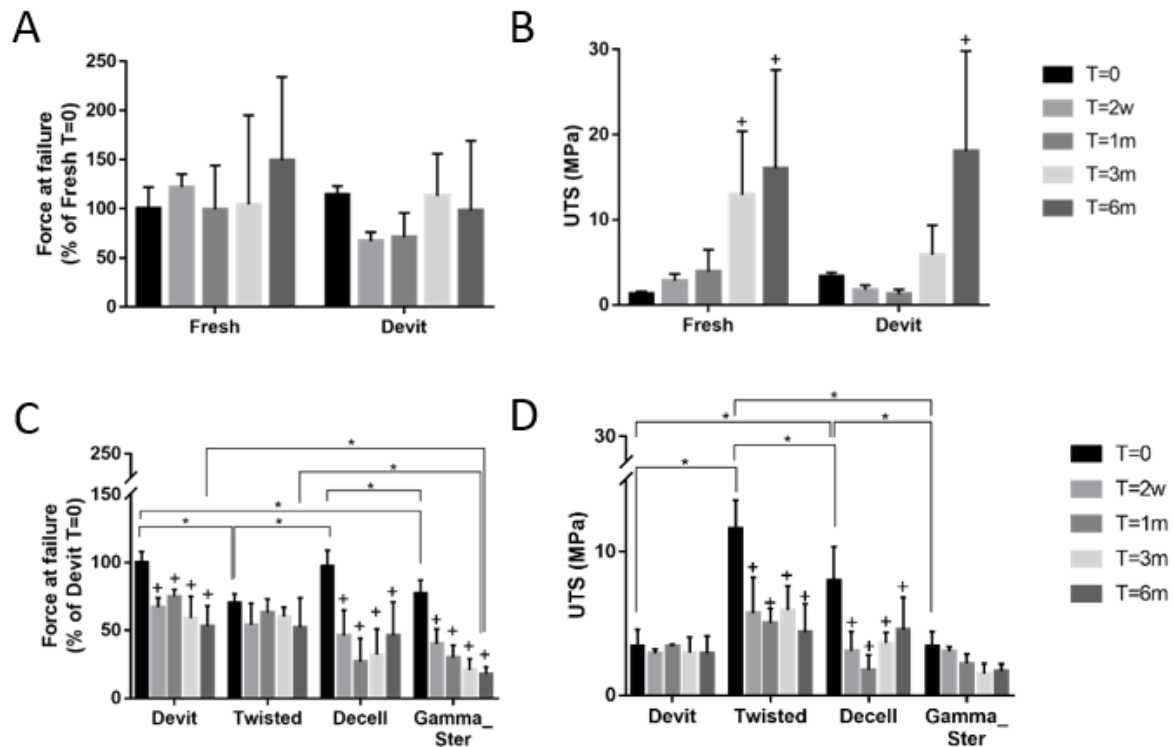 A
Force at failure
(% of Fresh T=0)
250
200
150
100
50
0
Fresh Devit
B
UTS (MPa)
30
20
10
0
+ + +
Fresh Devit
T=0
T=2w
T=1m
T=3m
T=6m
C
Force at failure
(% of Devit T=0)
250
150
100
50
0
*
*
*
*
* *
+ + + +
+ + + +
+ + + +
Devit Twisted Decell Gamma_
Ster
D
UTS (MPa)
30
10
0
*
* *
*
*
+ + + +
+ + + +
Devit Twisted Decell Gamma_
Ster
T=0
T=2w
T=1m
T=3m
T=6m